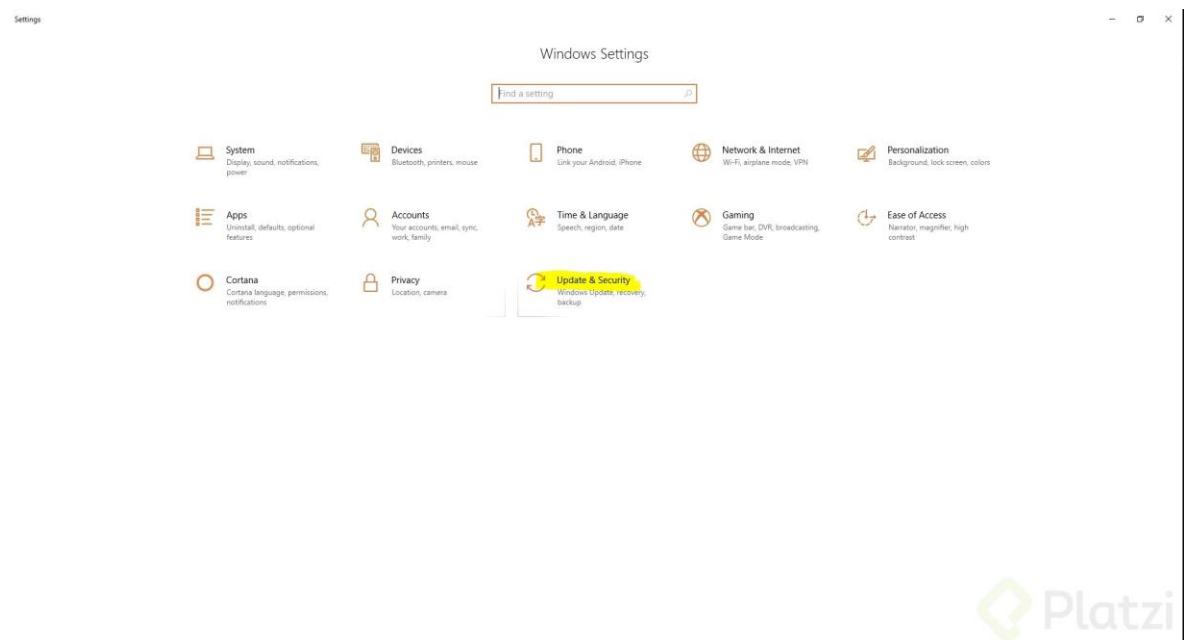 Settings
Windows Settings
Find a setting
System
Display, sound, notifications,
power
Devices
Bluetooth, printers, mouse
Phone
Link your Android, iPhone
Network & Internet
Wi-Fi, airplane mode, VPN
Personalization
Background, lock screen, colors
Apps
Uninstall, defaults, optional
features
Accounts
Your accounts, email, sync,
work, family
Time & Language
Speech, region, date
Gaming
Game bar, DVR, broadcasting,
Game Mode
Ease of Access
Narrator, magnifier, high
contrast
Cortana
Cortana language, permissions,
notifications
Privacy
Location, camera
Update & Security
Windows Update, recovery,
backup
Platzi